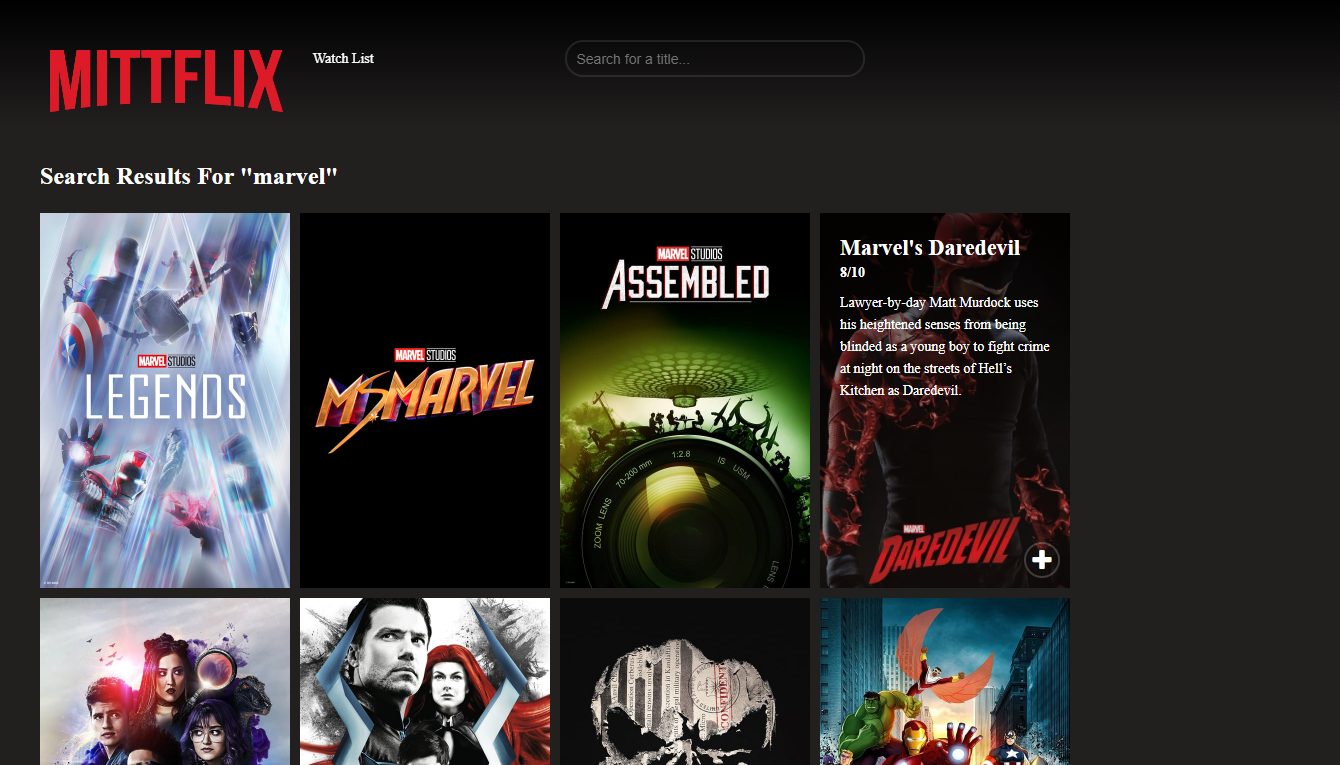 MITTFLIX
Watch List
Search for a title...
Search Results For "marvel"
MARVEL STUDIOS
LEGENDS
MARVEL STUDIOS
MS MARVEL
MARVEL STUDIOS
ASSEMBLED
70-200 mm 1:2.8 IS USM
ZOOM LENS
LENS
Marvel's Daredevil
8/10
Lawyer-by-day Matt Murdock uses
his heightened senses from being
blinded as a young boy to fight crime
at night on the streets of Hell's
Kitchen as Daredevil.
MARVEL
DAREDEVIL
CONFIDENT